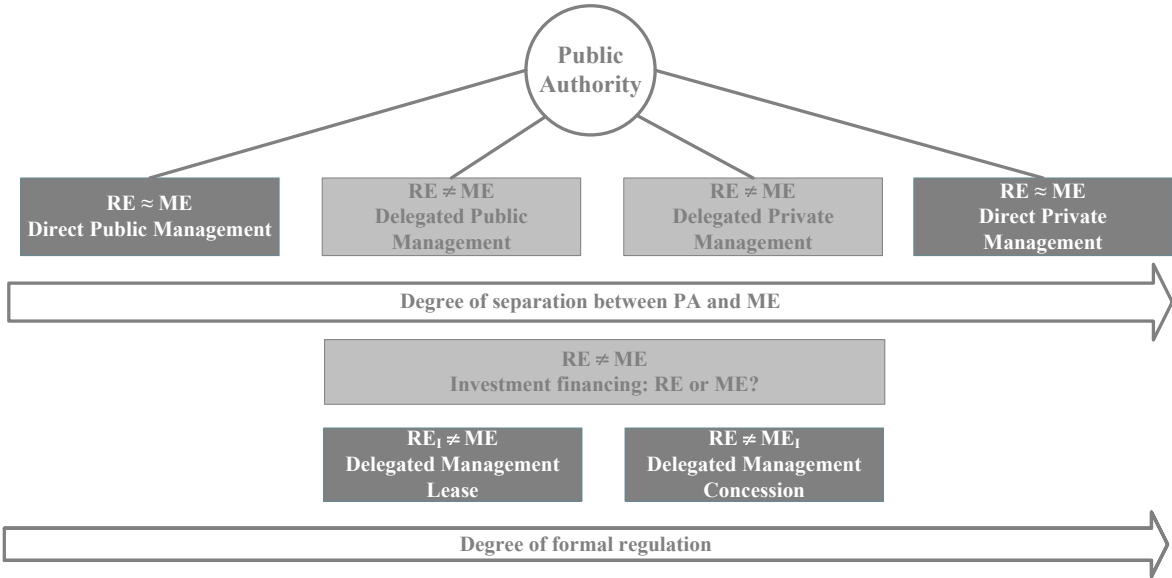 Public
Authority
RE ≈ ME
Direct Public Management
RE ≠ ME
Delegated Public
Management
RE ≠ ME
Delegated Private
Management
RE ≈ ME
Direct Private
Management
Degree of separation between PA and ME
RE ≠ ME
Investment financing: RE or ME?
REI ≠ ME
Delegated Management
Lease
RE ≠ MEI
Delegated Management
Concession
Degree of formal regulation